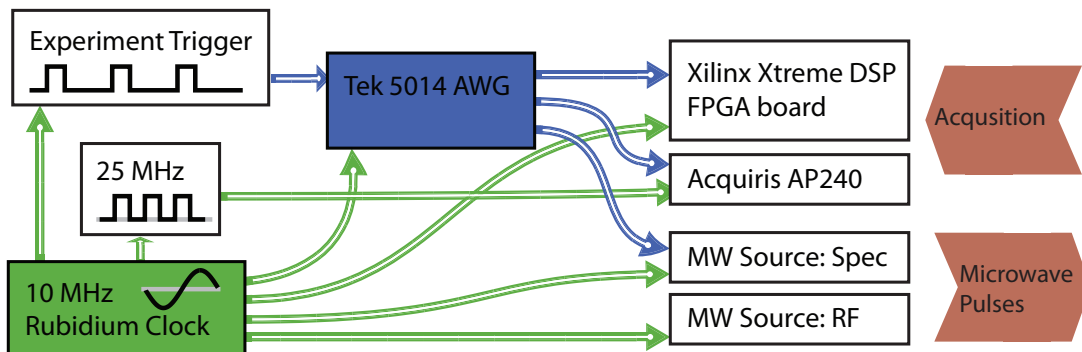 Experiment Trigger
Tek 5014 AWG
Xilinx Xtreme DSP
FPGA board
Acqusition
25 MHz
Acquiris AP240
10 MHz
Rubidium Clock
MW Source: Spec
MW Source: RF
Microwave
Pulses